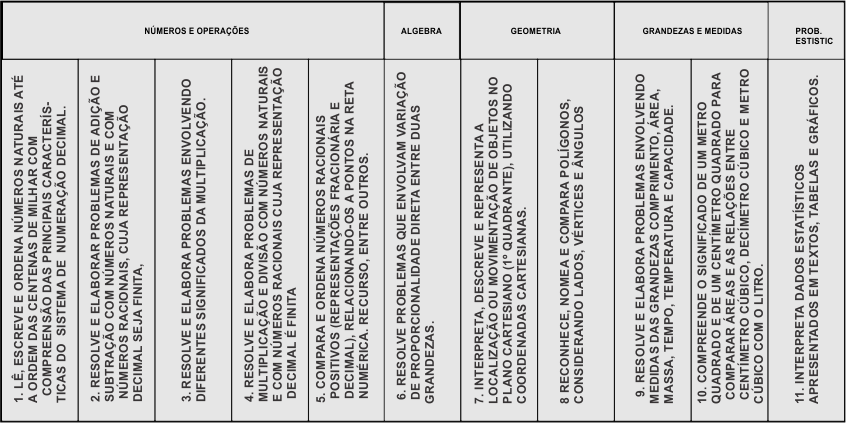 NÚMEROS E OPERAÇÕES
ALGEBRA
GEOMETRIA
GRANDEZAS E MEDIDAS
PROB.
ESTISTIC
1. LÊ, ESCREVE E ORDENA NÚMEROS NATURAIS ATÉ
A ORDEM DAS CENTENAS DE MILHAR COM
COMPREENSÃO DAS PRINCIPAIS CARACTERÍS-
TICAS DO SISTEMA DE NUMERAÇÃO DECIMAL.
2. RESOLVE E ELABORAR PROBLEMAS DE ADIÇÃO E
SUBTRAÇÃO COM NÚMEROS NATURAIS E COM
NÚMEROS RACIONAIS, CUJA REPRESENTAÇÃO
DECIMAL SEJA FINITA,
3. RESOLVE E ELABORA PROBLEMAS ENVOLVENDO
DIFERENTES SIGNIFICADOS DA MULTIPLICAÇÃO.
4. RESOLVE E ELABORA PROBLEMAS DE
MULTIPLICAÇÃO E DIVISÃO COM NÚMEROS NATURAIS
E COM NÚMEROS RACIONAIS CUJA REPRESENTAÇÃO
DECIMAL É FINITA
5. COMPARA E ORDENA NÚMEROS RACIONAIS
POSITIVOS (REPRESENTAÇÕES FRACIONÁRIA E
DECIMAL), RELACIONANDO-OS A PONTOS NA RETA
NUMÉRICA. RECURSO, ENTRE OUTROS.
6. RESOLVE PROBLEMAS QUE ENVOLVAM VARIAÇÃO
DE PROPORCIONALIDADE DIRETA ENTRE DUAS
GRANDEZAS.
7. INTERPRETA, DESCREVE E REPRESENTA A
LOCALIZAÇÃO OU MOVIMENTAÇÃO DE OBJETOS NO
PLANO CARTESIANO (1º QUADRANTE), UTILIZANDO
COORDENADAS CARTESIANAS.
8 RECONHECE, NOMEA E COMPARA POLÍGONOS,
CONSIDERANDO LADOS, VÉRTICES E ÂNGULOS
9. RESOLVE E ELABORA PROBLEMAS ENVOLVENDO
MEDIDAS DAS GRANDEZAS COMPRIMENTO, ÁREA,
MASSA, TEMPO, TEMPERATURA E CAPACIDADE.
10. COMPREENDE O SIGNIFICADO DE UM METRO
QUADRADO E DE UM CENTÍMETRO QUADRADO PARA
COMPARAR ÁREAS E AS RELAÇÕES ENTRE
CENTÍMETRO CÚBICO, DECÍMETRO CÚBICO E METRO
CÚBICO COM O LITRO.
11. INTERPRETA DADOS ESTATÍSTICOS
APRESENTADOS EM TEXTOS, TABELAS E GRÁFICOS.